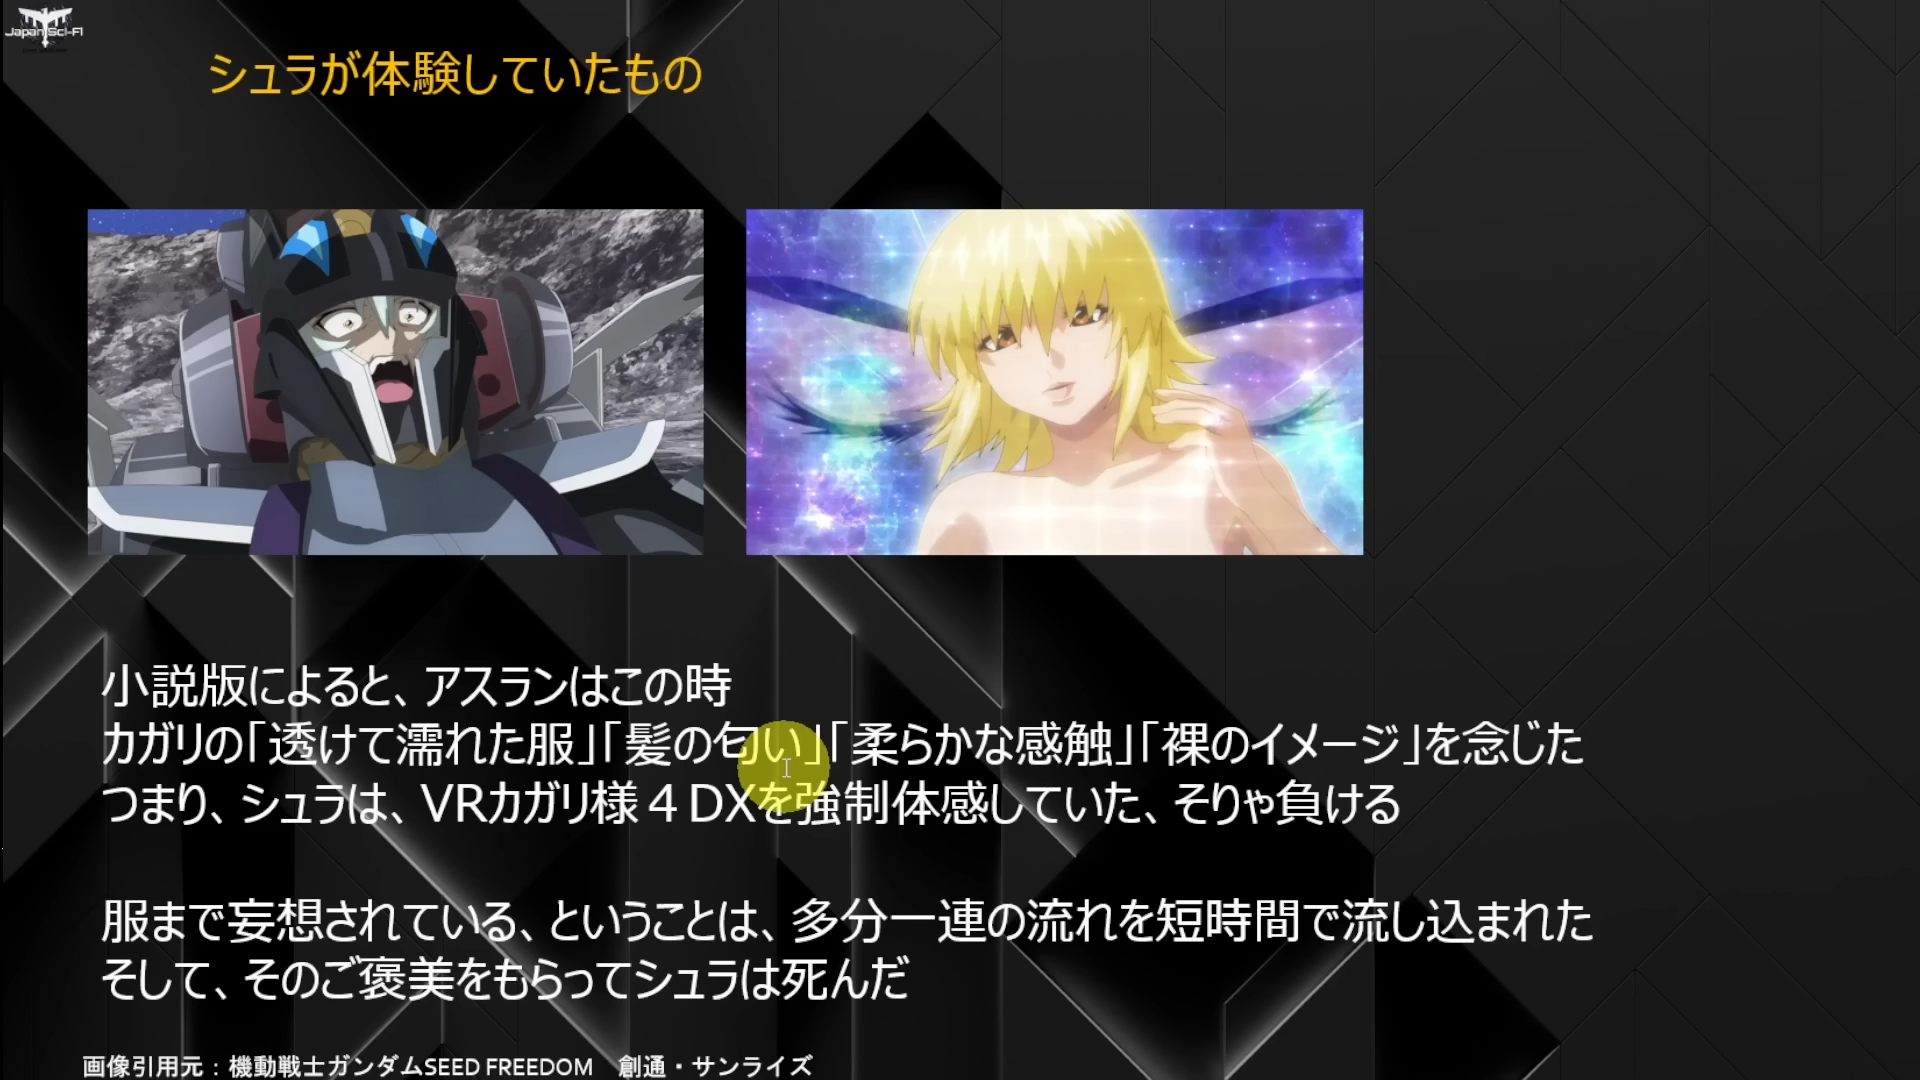 Japan Sci-Fi
シュラが体験していたもの
小説版によると、アスランはこの時
カガリの「透けて濡れた服」「髪の匂い」「柔らかな感触」「裸のイメージ」を念じた
つまり、シュラは、VRカガリ様４DXを強制体感していた、そりゃ負ける
服まで妄想されている、ということは、多分一連の流れを短時間で流し込まれた
そして、そのご褒美をもらってシュラは死んだ
画像引用元：機動戦士ガンダムSEED FREEDOM　創通・サンライズ